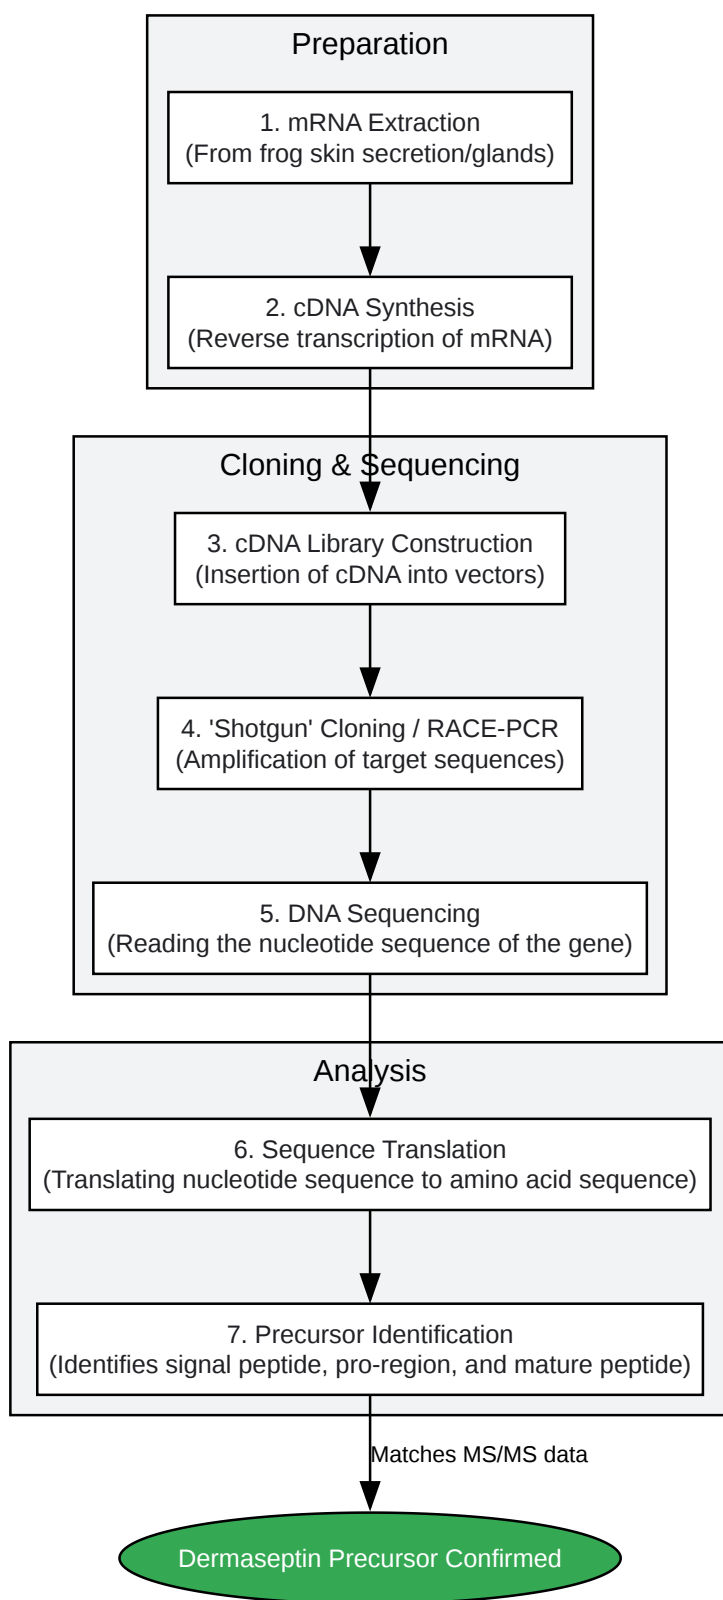 Preparation
1. mRNA Extraction
(From frog skin secretion/glands)
2. cDNA Synthesis
(Reverse transcription of mRNA)
Cloning & Sequencing
3. cDNA Library Construction
(Insertion of cDNA into vectors)
4. 'Shotgun' Cloning / RACE-PCR
(Amplification of target sequences)
5. DNA Sequencing
(Reading the nucleotide sequence of the gene)
Analysis
6. Sequence Translation
(Translating nucleotide sequence to amino acid sequence)
7. Precursor Identification
(Identifies signal peptide, pro-region, and mature peptide)
Matches MS/MS data
Dermaseptin Precursor Confirmed